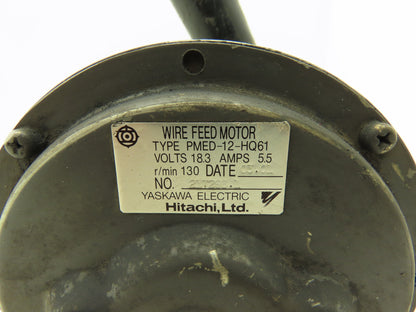 WIRE FEED MOTOR
TYPE PMED-12-HQ61
VOLTS 18.3 AMPS 5.5
r/min 130 DATE
NO.
YASKAWA ELECTRIC
Hitachi, Ltd.